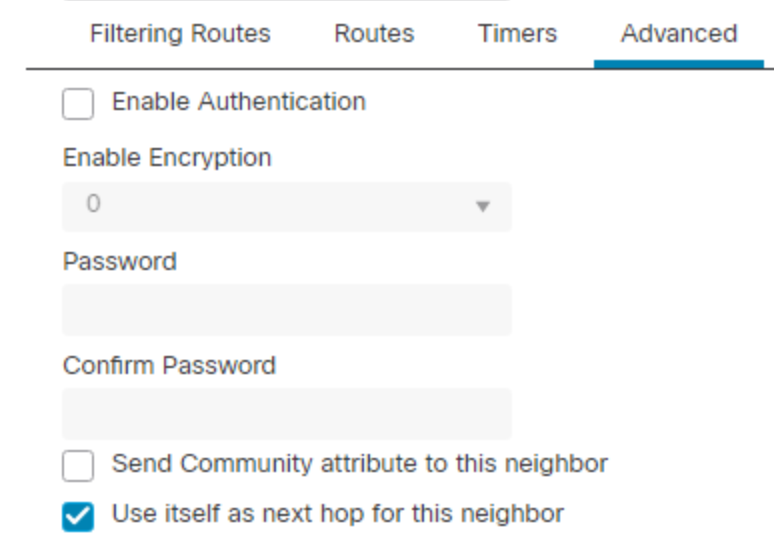 Filtering Routes Routes Timers Advanced
Enable Authentication
Enable Encryption
0
Password
Confirm Password
Send Community attribute to this neighbor
Use itself as next hop for this neighbor